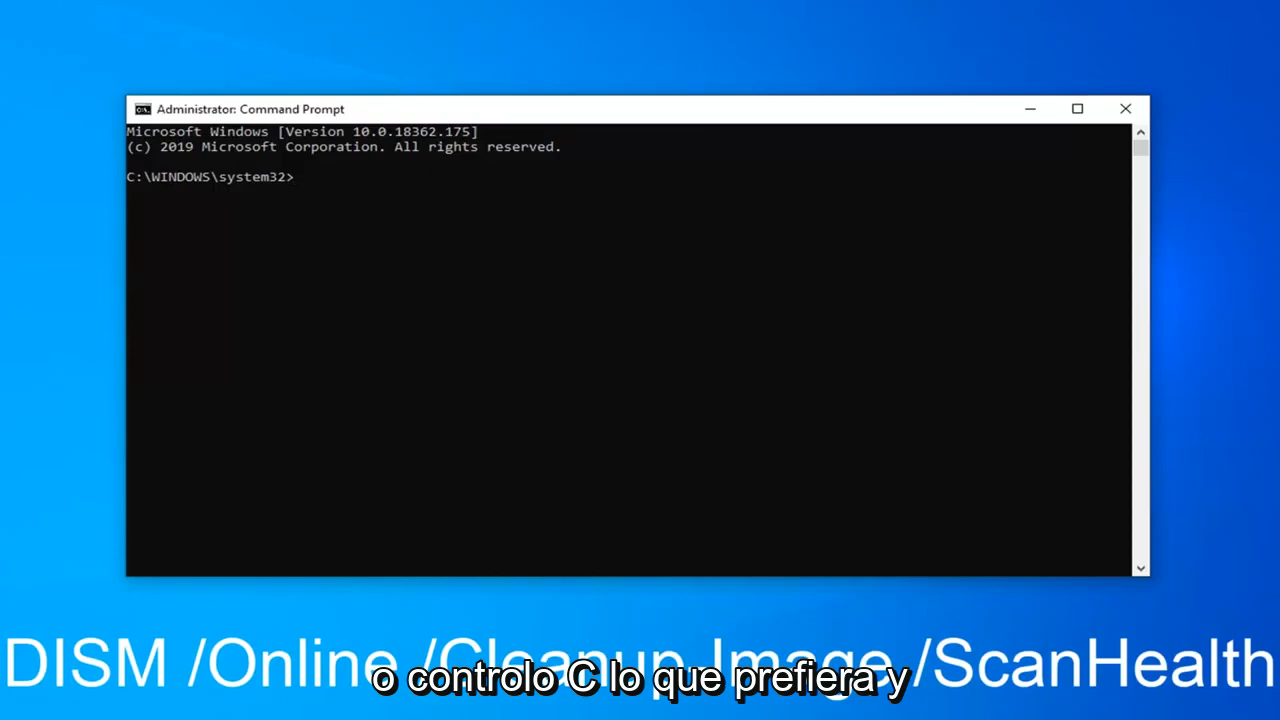 Administrator: Command Prompt
Microsoft Windows [Version 10.0.18362.175]
(c) 2019 Microsoft Corporation. All rights reserved.
C:\WINDOWS\system32>
DISM /Online /Cleanup-Image /ScanHealth
o controlo C lo que prefiera y